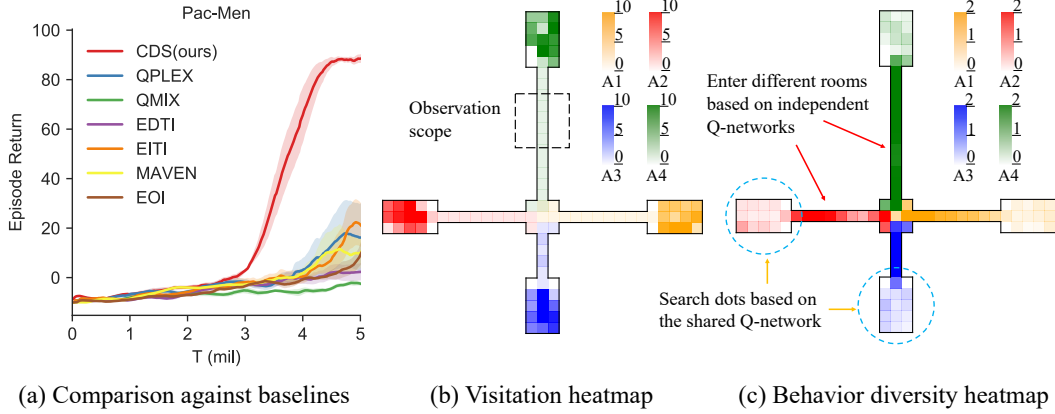 Pac-Men
Episode Return
100
80
60
40
20
0
CDS(ours)
QPLEX
QMIX
EDTI
EITI
MAVEN
EOI
0
1
2
3
4
5
T (mil)
(a) Comparison against baselines
Observation
scope
10
5
0
A1
10
5
0
A2
10
5
0
A3
10
5
0
A4
(b) Visitation heatmap
Enter different rooms
based on independent
Q-networks
2
1
0
A1
2
1
0
A2
2
1
0
A3
2
1
0
A4
Search dots based on
the shared Q-network
(c) Behavior diversity heatmap